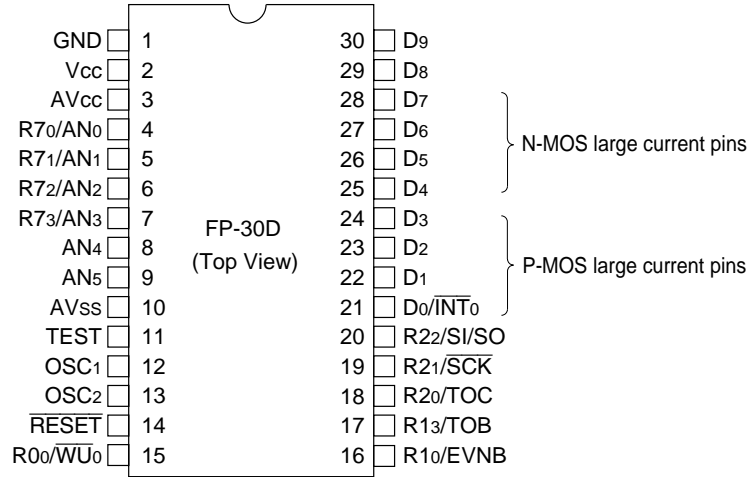 GND 1 30 D9
Vcc 2 29 D8
AVcc 3 28 D7
R70/AN0 4 27 D6
R71/AN1 5 26 D5
R72/AN2 6 25 D4
R73/AN3 7 24 D3
AN4 8 23 D2
AN5 9 22 D1
AVss 10 21 D0/I̅N̅T̅0
TEST 11 20 R22/SI/SO
OSC1 12 19 R21/S̅C̅K̅
OSC2 13 18 R20/TOC
R̅E̅S̅E̅T̅ 14 17 R13/TOB
R00/W̅U̅0 15 16 R10/EVNB
FP-30D
(Top View)
N-MOS large current pins
P-MOS large current pins